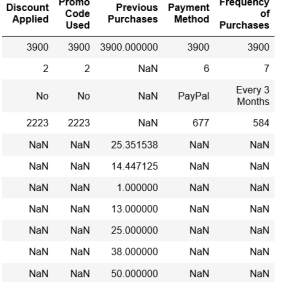 Discount Applied Promo Code Used Previous Purchases Payment Method Frequency of Purchases
3900 3900 3900.000000 3900 3900
2 2 NaN 6 7
No No NaN PayPal Every 3 Months
2223 2223 NaN 677 584
NaN NaN 25.351538 NaN NaN
NaN NaN 14.447125 NaN NaN
NaN NaN 1.000000 NaN NaN
NaN NaN 13.000000 NaN NaN
NaN NaN 25.000000 NaN NaN
NaN NaN 38.000000 NaN NaN
NaN NaN 50.000000 NaN NaN